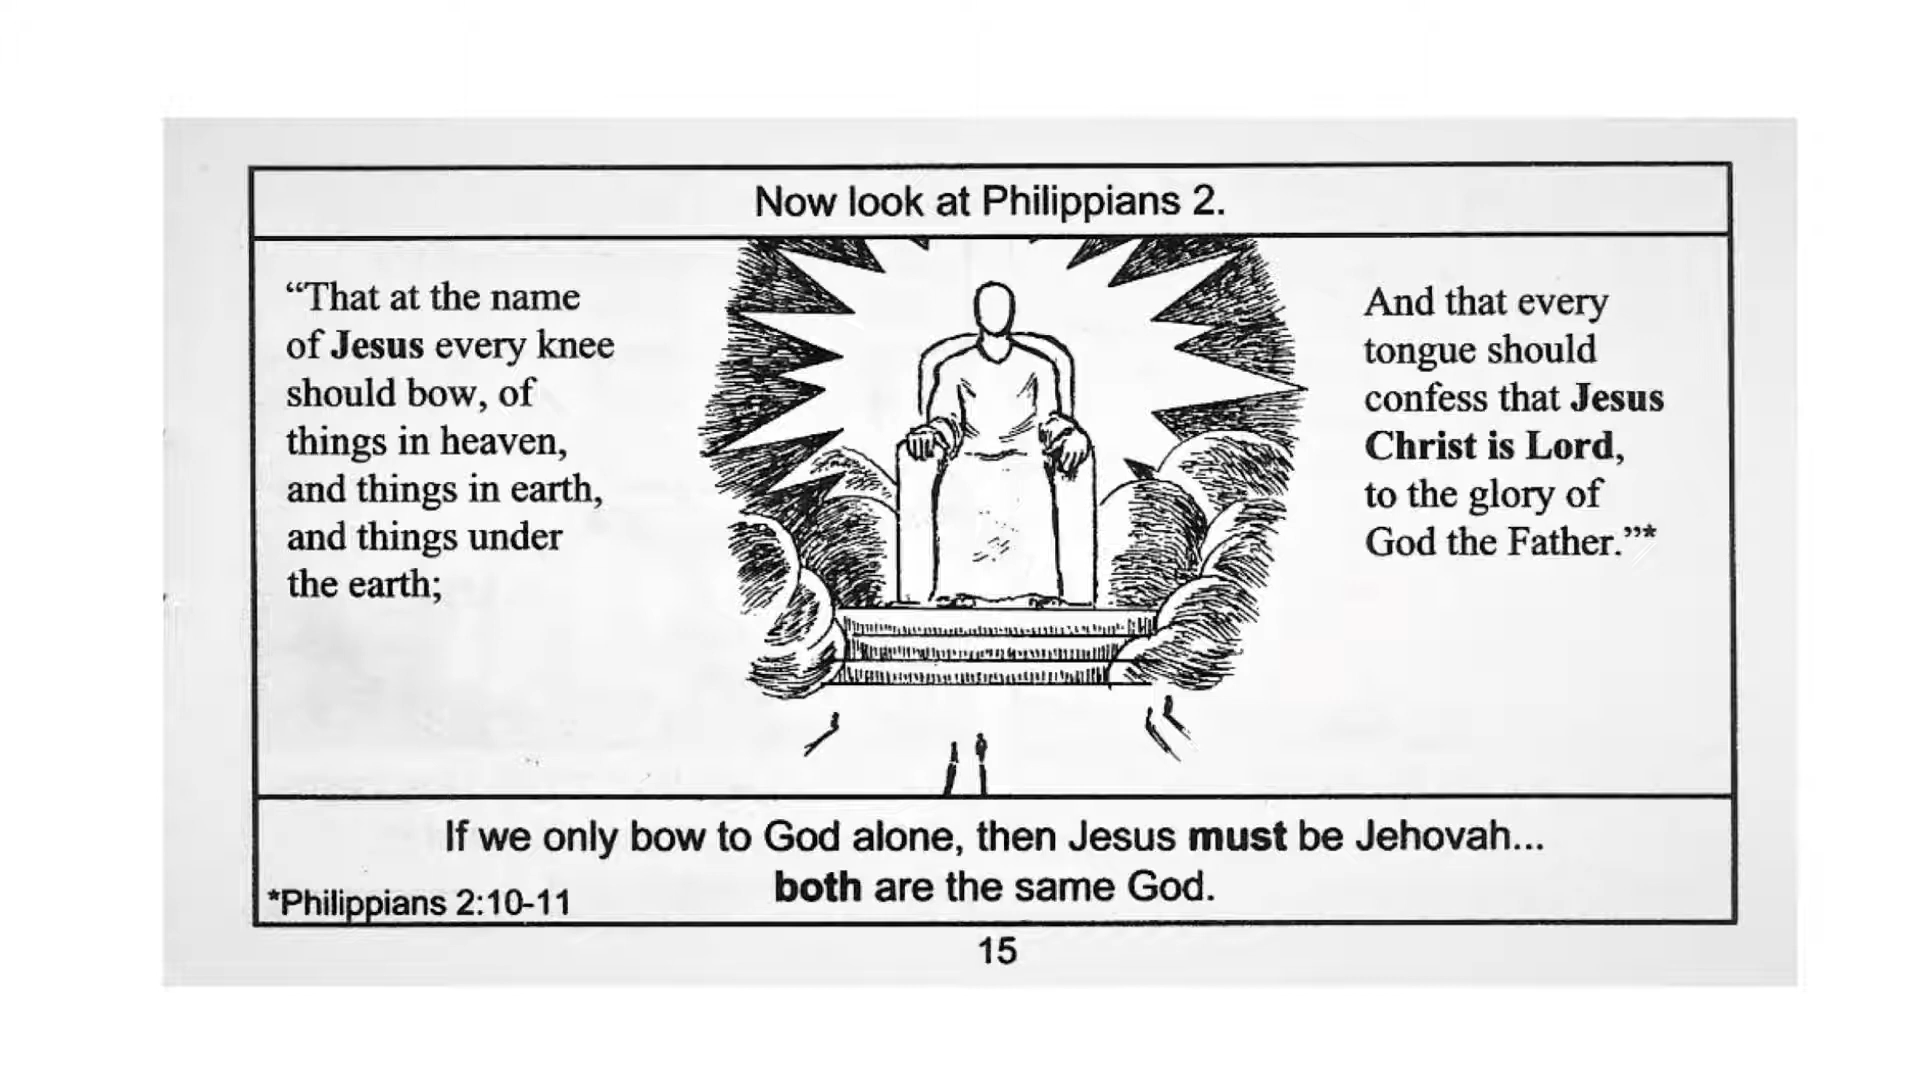 Now look at Philippians 2.
“That at the name
of Jesus every knee
should bow, of
things in heaven,
and things in earth,
and things under
the earth;
And that every
tongue should
confess that Jesus
Christ is Lord,
to the glory of
God the Father.”*
If we only bow to God alone, then Jesus must be Jehovah...
both are the same God.
*Philippians 2:10-11
15